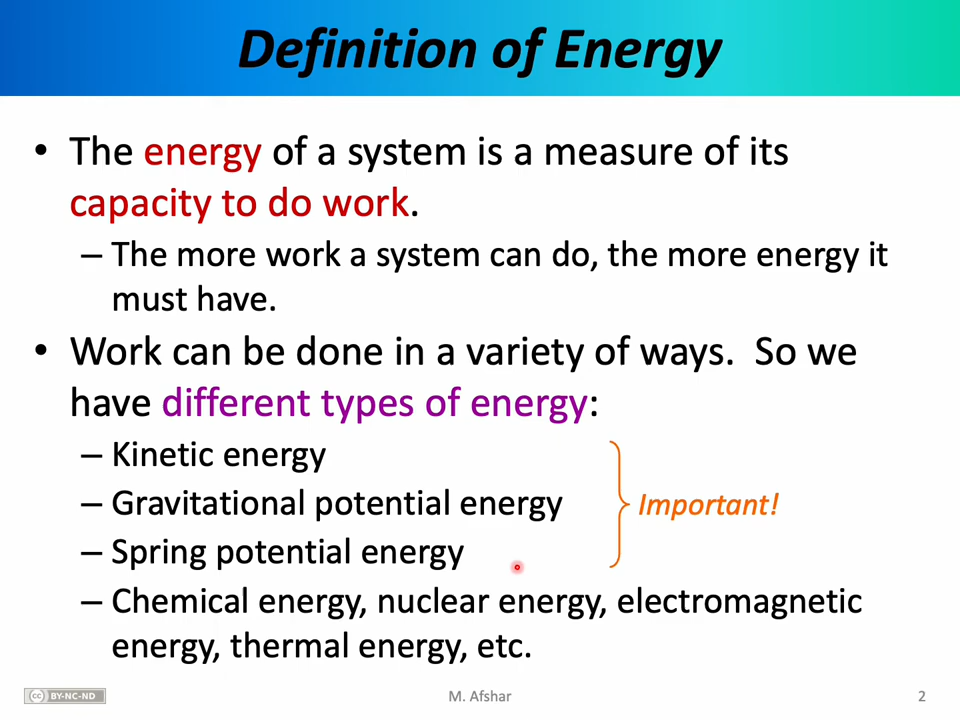 Definition of Energy
• The energy of a system is a measure of its
capacity to do work.
– The more work a system can do, the more energy it
must have.
• Work can be done in a variety of ways.  So we
have different types of energy:
– Kinetic energy
– Gravitational potential energy
Important!
– Spring potential energy
– Chemical energy, nuclear energy, electromagnetic
energy, thermal energy, etc.
cc BY-NC-ND
M. Afshar
2